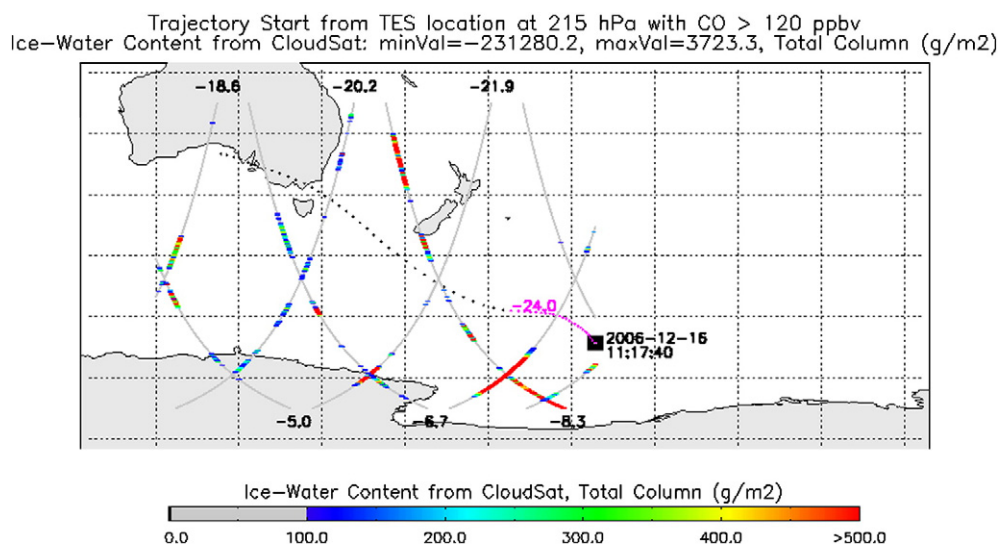 Trajectory Start from TES location at 215 hPa with CO > 120 ppbv
Ice-Water Content from CloudSat: minVal=-231280.2, maxVal=3723.3, Total Column (g/m2)
-18.6 -20.2 -21.9
-24.0
2006-12-16
11:17:40
-5.0 -6.7 -8.3
Ice-Water Content from CloudSat, Total Column (g/m2)
0.0 100.0 200.0 300.0 400.0 >500.0